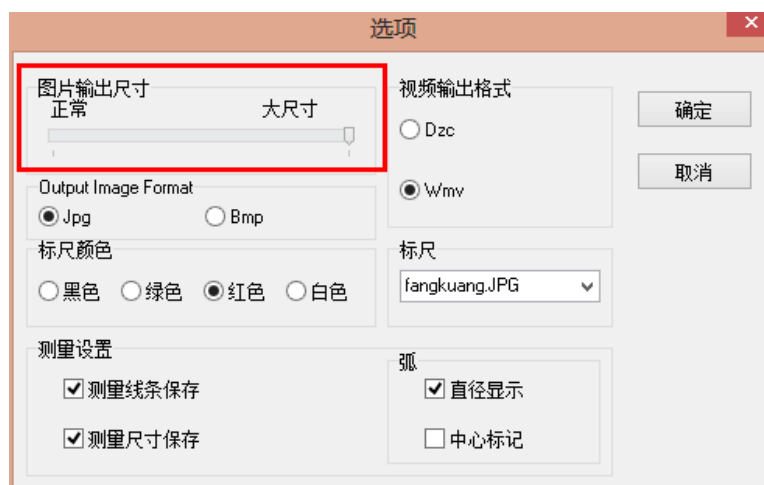 选项
图片输出尺寸
正常 大尺寸
视频输出格式
Dzc
Wmv
确定
取消
Output Image Format
Jpg Bmp
标尺颜色
黑色 绿色 红色 白色
标尺
fangkuang.JPG
测量设置
测量线条保存
测量尺寸保存
弧
直径显示
中心标记